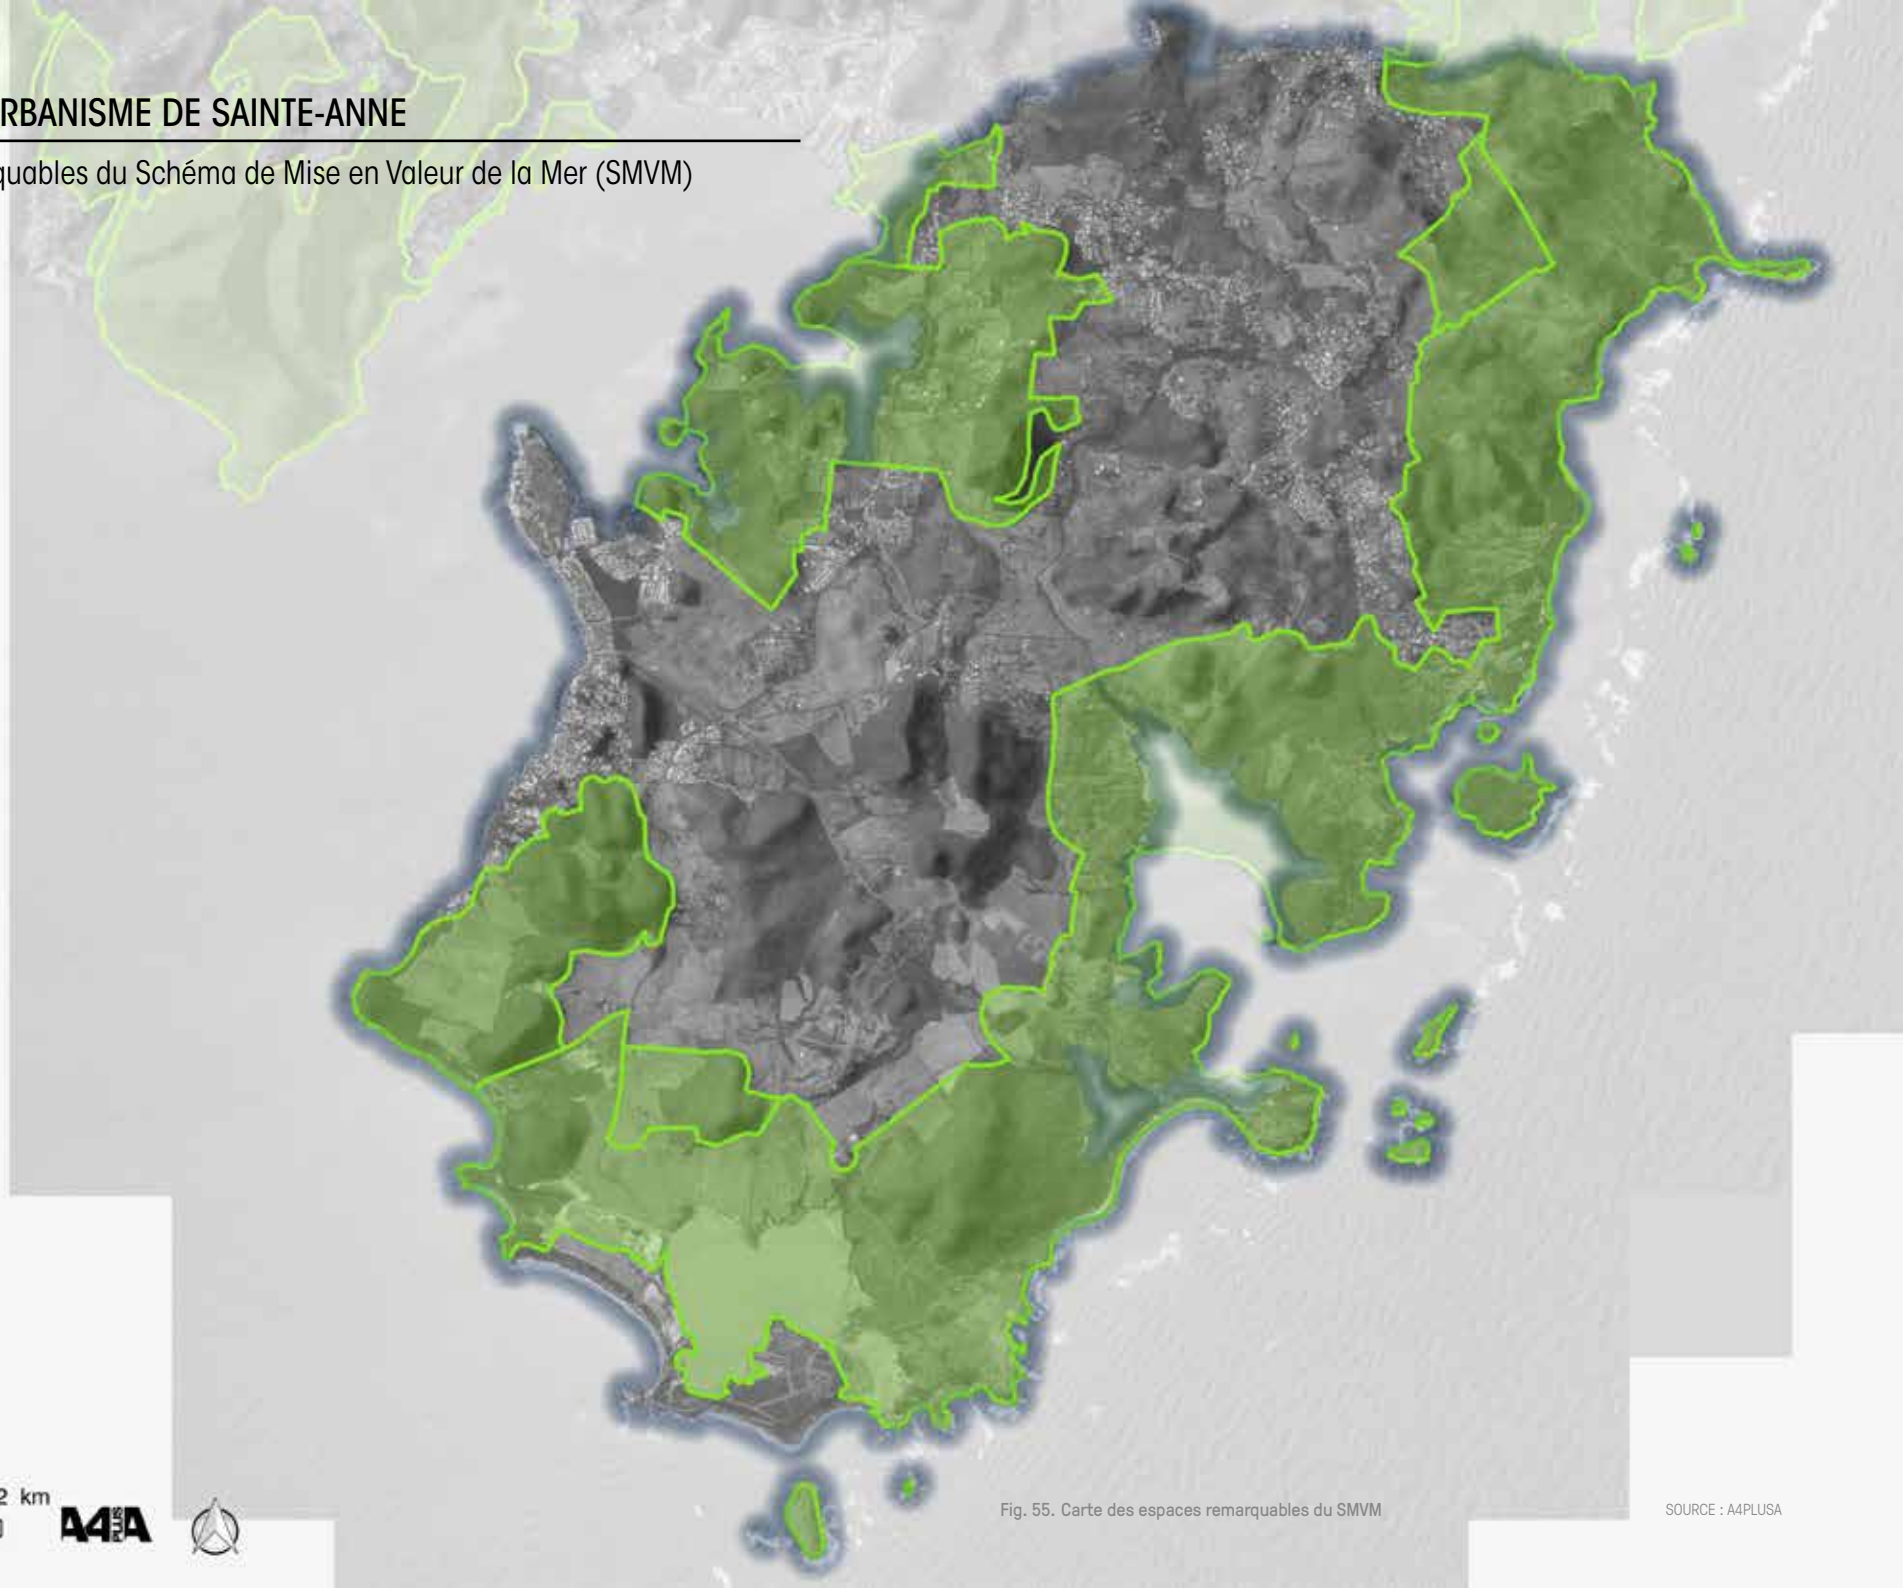 RBANISME DE SAINTE-ANNE
quables du Schéma de Mise en Valeur de la Mer (SMVM)
2 km
A4PLUSA
Fig. 55. Carte des espaces remarquables du SMVM
SOURCE : A4PLUSA